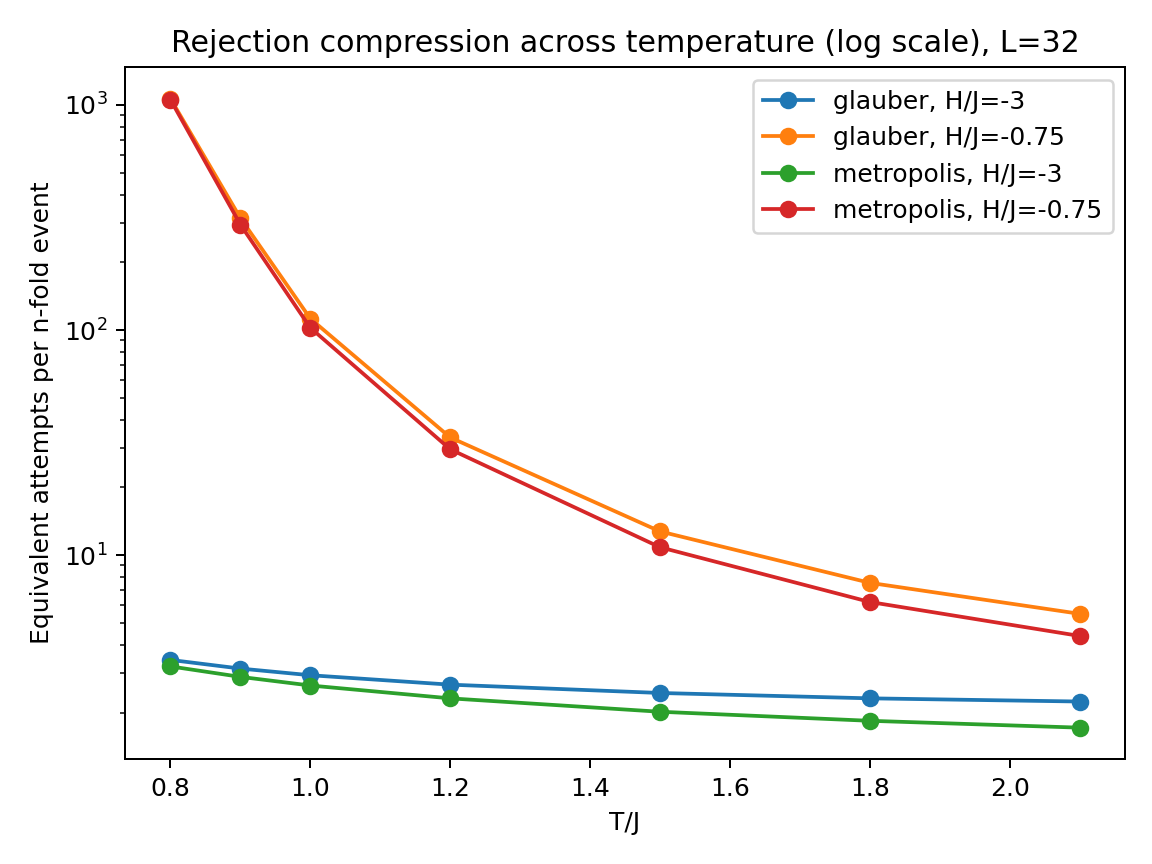 Rejection compression across temperature (log scale), L=32
glauber, H/J=-3
glauber, H/J=-0.75
metropolis, H/J=-3
metropolis, H/J=-0.75
Equivalent attempts per n-fold event
10³
10²
10¹
0.8 1.0 1.2 1.4 1.6 1.8 2.0
T/J